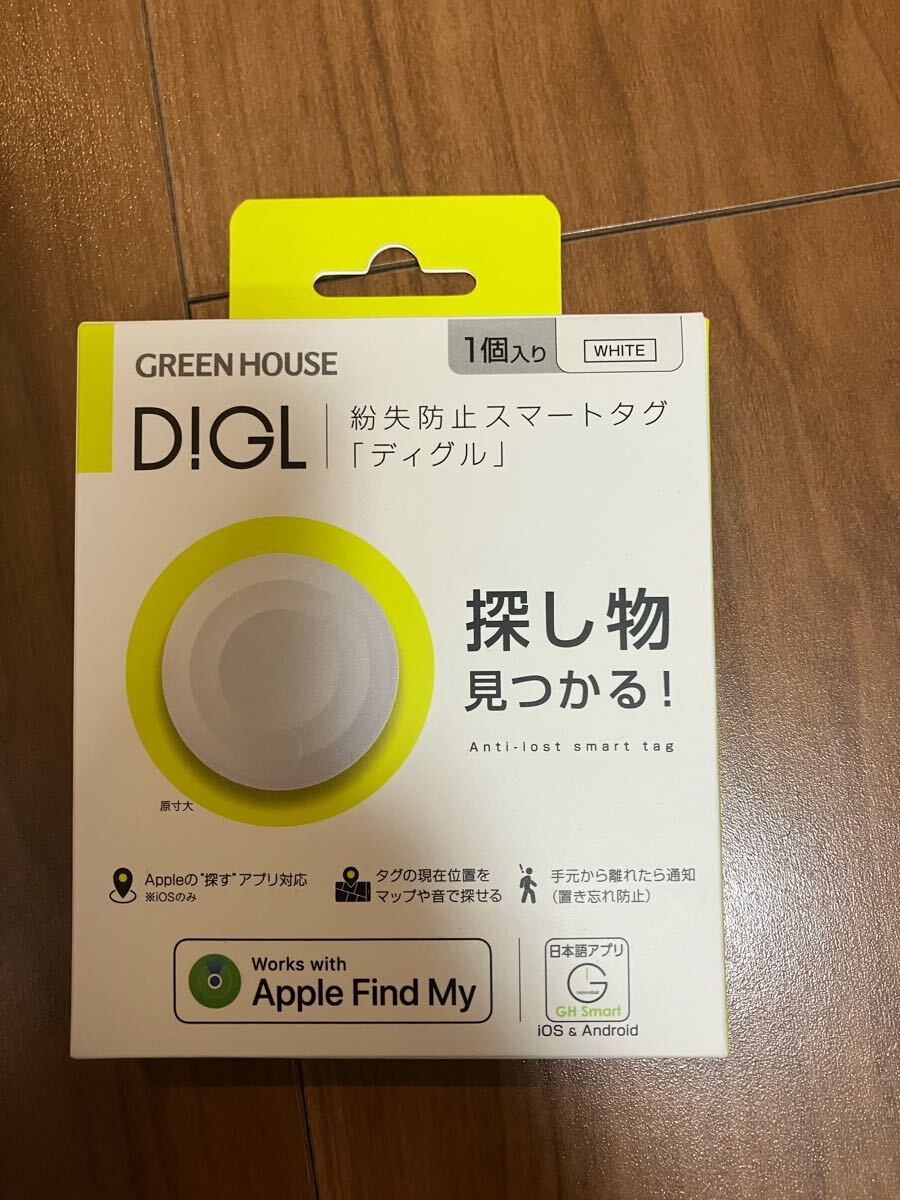 GREEN HOUSE
1個入り
WHITE
D!GL
紛失防止スマートタグ
「ディグル」
探し物
見つかる!
Anti-lost smart tag
原寸大
Appleの"探す"アプリ対応
※iOSのみ
タグの現在位置を
マップや音で探せる
手元から離れたら通知
(置き忘れ防止)
Works with
Apple Find My
日本語アプリ
GREEN HOUSE
GH Smart
iOS & Android